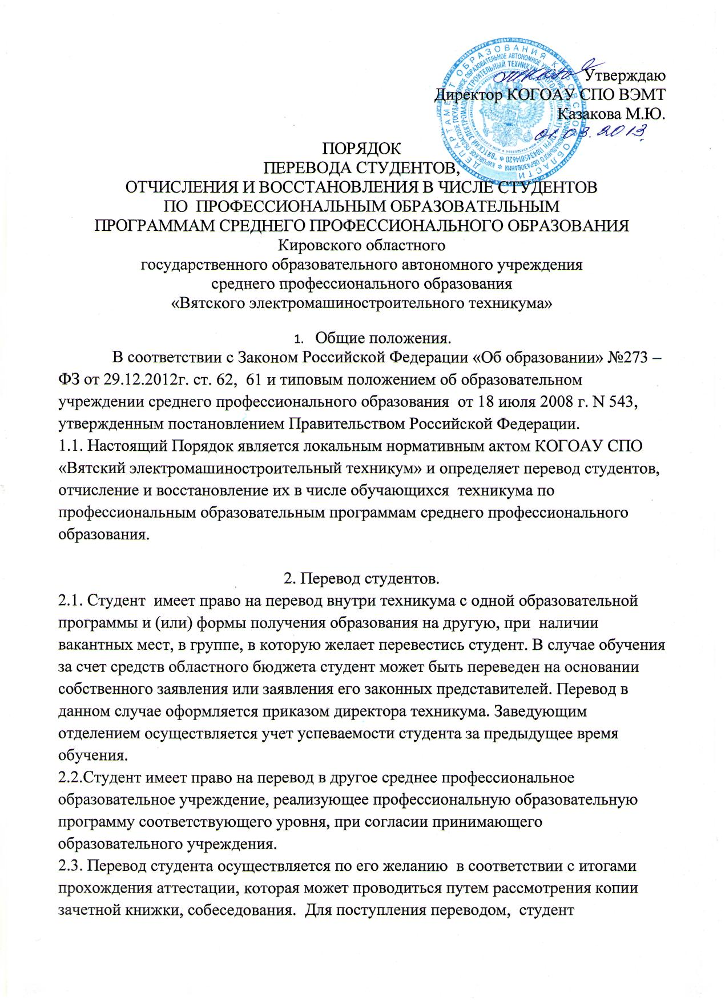 Утверждаю
Директор КОГОАУ СПО ВЭМТ
Казакова М.Ю.
01.03.2013.
ПОРЯДОК
ПЕРЕВОДА СТУДЕНТОВ,
ОТЧИСЛЕНИЯ И ВОССТАНОВЛЕНИЯ В ЧИСЛЕ СТУДЕНТОВ
ПО ПРОФЕССИОНАЛЬНЫМ ОБРАЗОВАТЕЛЬНЫМ
ПРОГРАММАМ СРЕДНЕГО ПРОФЕССИОНАЛЬНОГО ОБРАЗОВАНИЯ
Кировского областного
государственного образовательного автономного учреждения
среднего профессионального образования
«Вятского электромашиностроительного техникума»
1. Общие положения.
В соответствии с Законом Российской Федерации «Об образовании» №273 –
ФЗ от 29.12.2012г. ст. 62, 61 и типовым положением об образовательном
учреждении среднего профессионального образования от 18 июля 2008 г. N 543,
утвержденным постановлением Правительством Российской Федерации.
1.1. Настоящий Порядок является локальным нормативным актом КОГОАУ СПО
«Вятский электромашиностроительный техникум» и определяет перевод студентов,
отчисление и восстановление их в числе обучающихся техникума по
профессиональным образовательным программам среднего профессионального
образования.
2. Перевод студентов.
2.1. Студент имеет право на перевод внутри техникума с одной образовательной
программы и (или) формы получения образования на другую, при наличии
вакантных мест, в группе, в которую желает перевестись студент. В случае обучения
за счет средств областного бюджета студент может быть переведен на основании
собственного заявления или заявления его законных представителей. Перевод в
данном случае оформляется приказом директора техникума. Заведующим
отделением осуществляется учет успеваемости студента за предыдущее время
обучения.
2.2.Студент имеет право на перевод в другое среднее профессиональное
образовательное учреждение, реализующее профессиональную образовательную
программу соответствующего уровня, при согласии принимающего
образовательного учреждения.
2.3. Перевод студента осуществляется по его желанию в соответствии с итогами
прохождения аттестации, которая может проводиться путем рассмотрения копии
зачетной книжки, собеседования. Для поступления переводом, студент
ДЕПАРТАМЕНТ ОБРАЗОВАНИЯ КИРОВСКОЙ ОБЛАСТИ